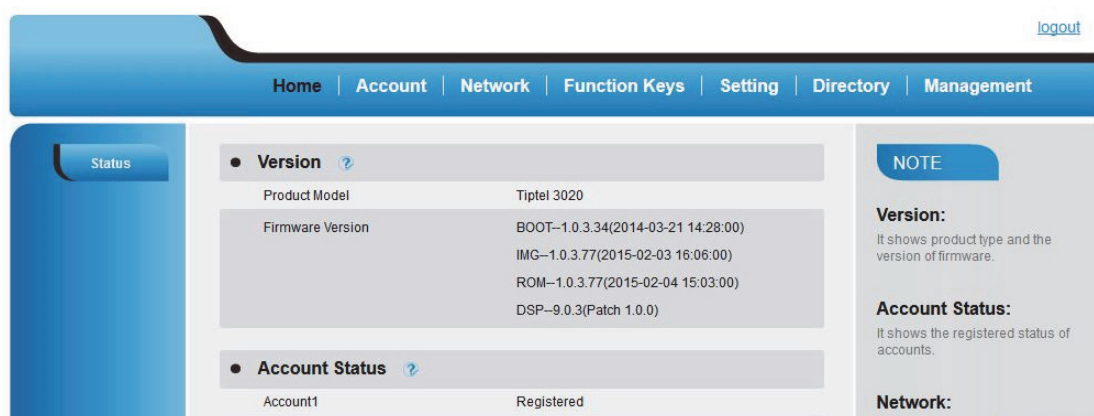 logout
Home Account Network Function Keys Setting Directory Management
Status
Version ?
Product Model Tiptel 3020
Firmware Version BOOT--1.0.3.34(2014-03-21 14:28:00)
IMG--1.0.3.77(2015-02-03 16:06:00)
ROM--1.0.3.77(2015-02-04 15:03:00)
DSP--9.0.3(Patch 1.0.0)
Account Status ?
Account1 Registered
NOTE
Version:
It shows product type and the
version of firmware.
Account Status:
It shows the registered status of
accounts.
Network: